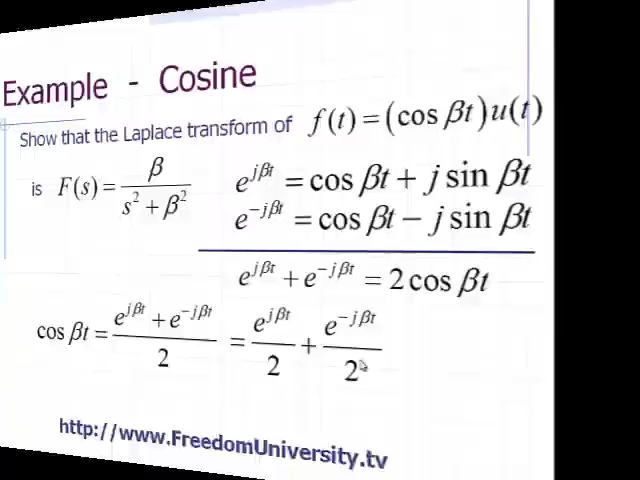 Example - Cosine
Show that the Laplace transform of f(t) = (cos βt)u(t)
is F(s) = β / (s² + β²)
e^{jβt} = cos βt + j sin βt
e^{-jβt} = cos βt − j sin βt
e^{jβt} + e^{-jβt} = 2 cos βt
cos βt = (e^{jβt} + e^{-jβt}) / 2 = e^{jβt} / 2 + e^{-jβt} / 2
http://www.FreedomUniversity.tv